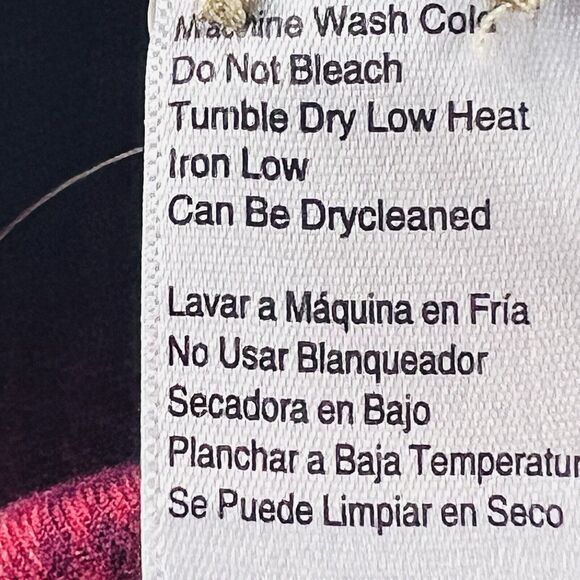 Machine Wash Cold
Do Not Bleach
Tumble Dry Low Heat
Iron Low
Can Be Drycleaned
Lavar a Máquina en Fría
No Usar Blanqueador
Secadora en Bajo
Planchar a Baja Temperatur
Se Puede Limpiar en Seco